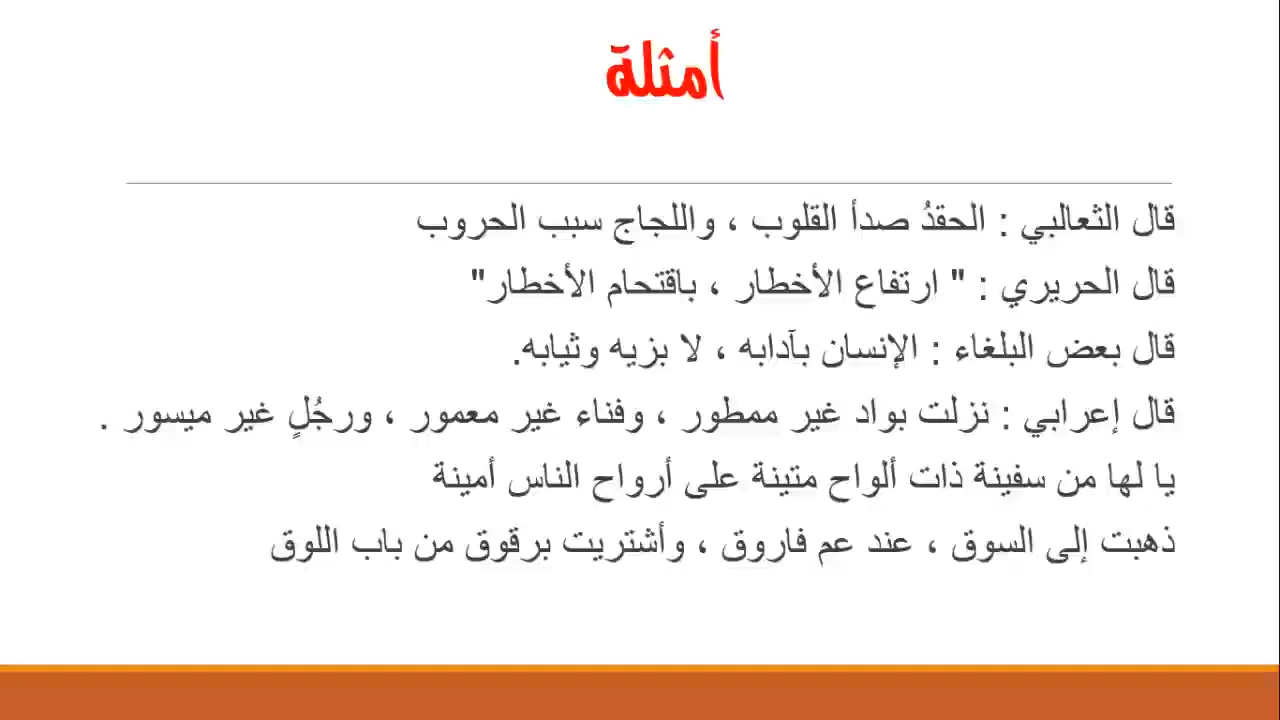 أمثلة
قال الثعالبي : الحقدُ صدأ القلوب ، واللجاج سبب الحروب
قال الحريري : " ارتفاع الأخطار ، باقتحام الأخطار"
قال بعض البلغاء : الإنسان بآدابه ، لا بزيه وثيابه.
قال إعرابي : نزلت بواد غير ممطور ، وفناء غير معمور ، ورجُلٍ غير ميسور .
يا لها من سفينة ذات ألواح متينة على أرواح الناس أمينة
ذهبت إلى السوق ، عند عم فاروق ، وأشتريت برقوق من باب اللوق